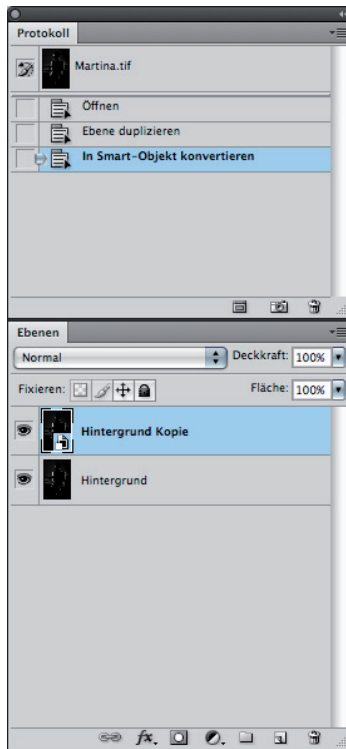 Protokoll
Martina.tif
Öffnen
Ebene duplizieren
In Smart-Objekt konvertieren
Ebenen
Normal
Deckkraft: 100%
Fixieren:
Fläche: 100%
Hintergrund Kopie
Hintergrund
fx.